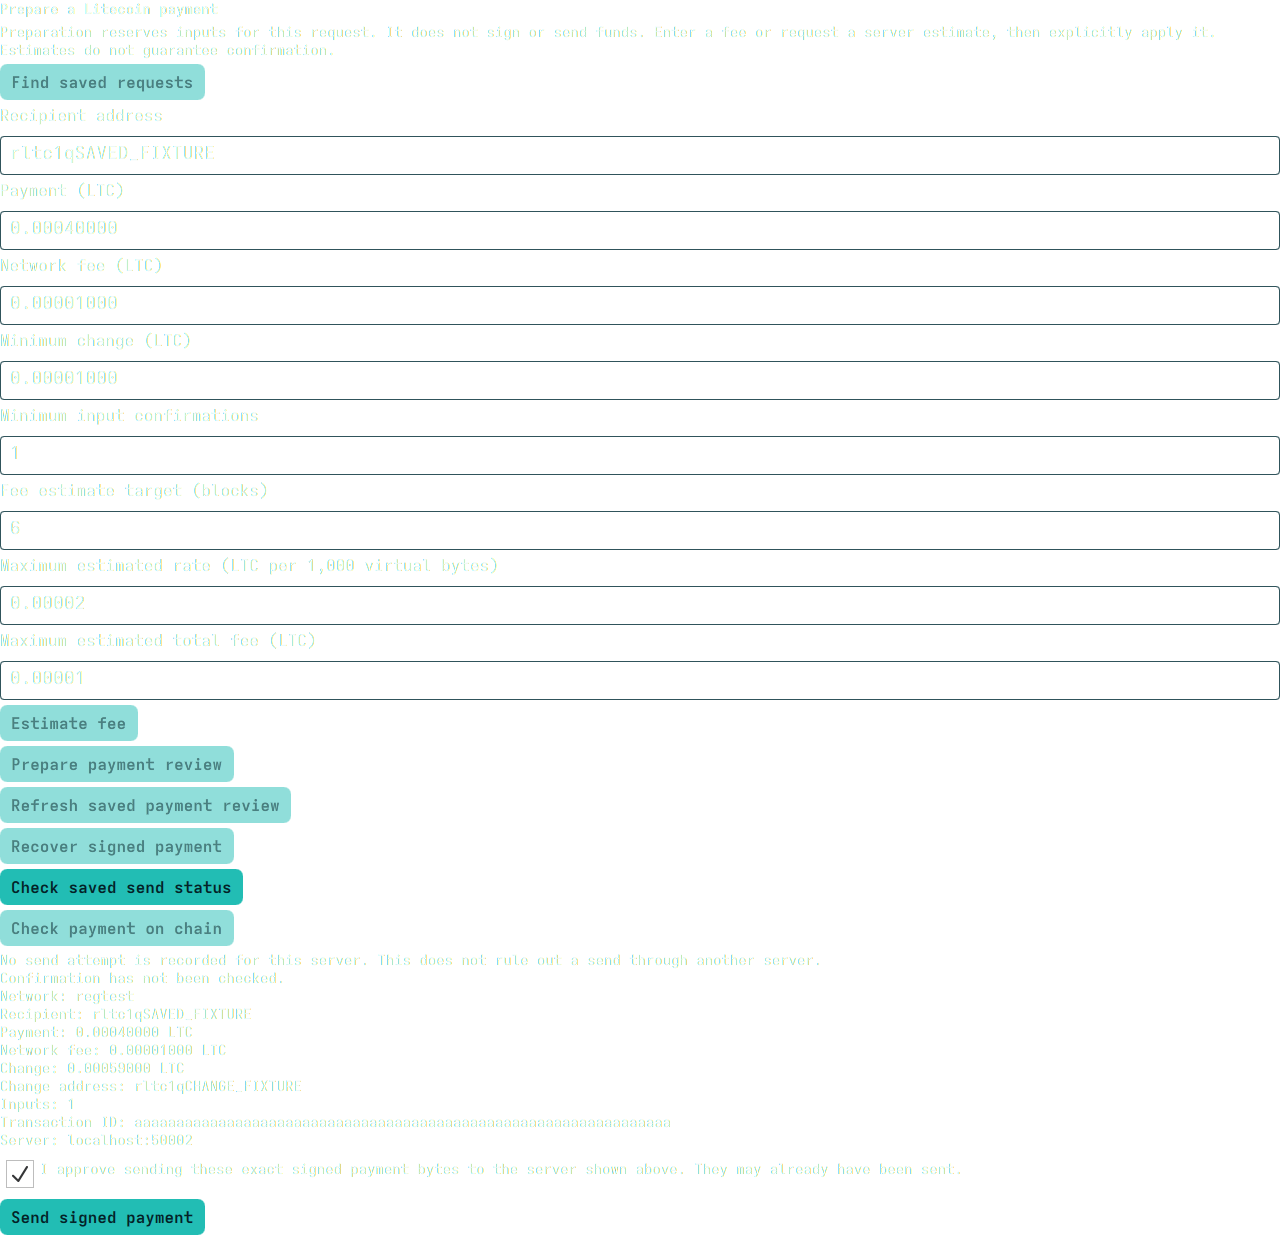 Prepare a Litecoin payment
Preparation reserves inputs for this request. It does not sign or send funds. Enter a fee or request a server estimate, then explicitly apply it.
Estimates do not guarantee confirmation.
Find saved requests
Recipient address
rltc1qSAVED_FIXTURE
Payment (LTC)
0.00040000
Network fee (LTC)
0.00001000
Minimum change (LTC)
0.00001000
Minimum input confirmations
1
Fee estimate target (blocks)
6
Maximum estimated rate (LTC per 1,000 virtual bytes)
0.00002
Maximum estimated total fee (LTC)
0.00001
Estimate fee
Prepare payment review
Refresh saved payment review
Recover signed payment
Check saved send status
Check payment on chain
No send attempt is recorded for this server. This does not rule out a send through another server.
Confirmation has not been checked.
Network: regtest
Recipient: rltc1qSAVED_FIXTURE
Payment: 0.00040000 LTC
Network fee: 0.00001000 LTC
Change: 0.00059000 LTC
Change address: rltc1qCHANGE_FIXTURE
Inputs: 1
Transaction ID: aaaaaaaaaaaaaaaaaaaaaaaaaaaaaaaaaaaaaaaaaaaaaaaaaaaaaaaaaaaaaaaa
Server: localhost:50002
I approve sending these exact signed payment bytes to the server shown above. They may already have been sent.
Send signed payment